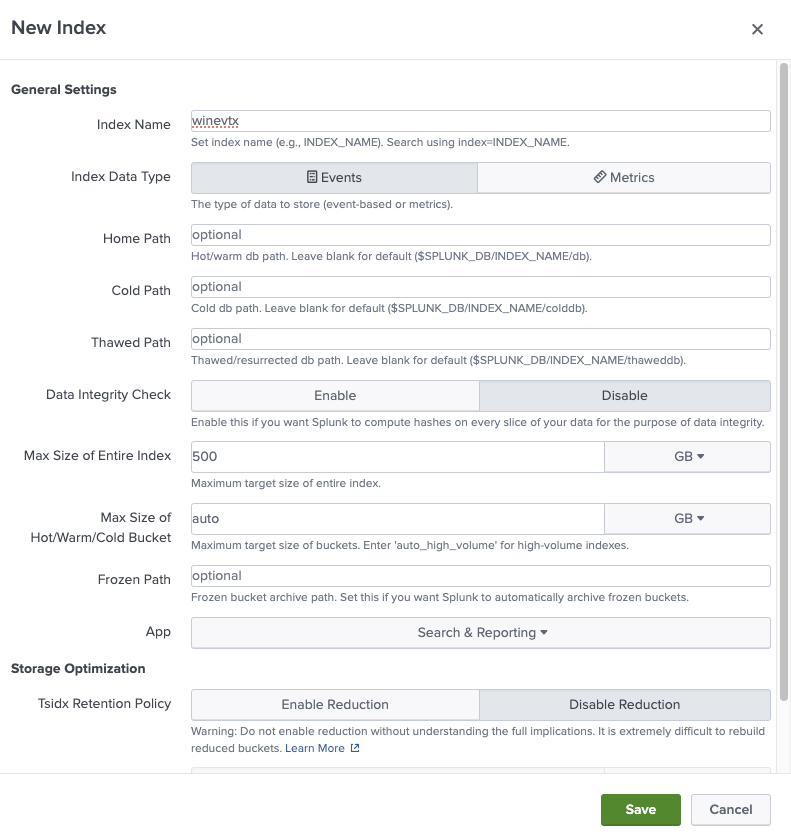 New Index
General Settings
Index Name
winevtx
Set index name (e.g., INDEX_NAME). Search using index=INDEX_NAME.
Index Data Type
Events
Metrics
The type of data to store (event-based or metrics).
Home Path
optional
Hot/warm db path. Leave blank for default ($SPLUNK_DB/INDEX_NAME/db).
Cold Path
optional
Cold db path. Leave blank for default ($SPLUNK_DB/INDEX_NAME/colddb).
Thawed Path
optional
Thawed/resurrected db path. Leave blank for default ($SPLUNK_DB/INDEX_NAME/thaweddb).
Data Integrity Check
Enable
Disable
Enable this if you want Splunk to compute hashes on every slice of your data for the purpose of data integrity.
Max Size of Entire Index
500
GB
Maximum target size of entire index.
Max Size of
Hot/Warm/Cold Bucket
auto
GB
Maximum target size of buckets. Enter 'auto_high_volume' for high-volume indexes.
Frozen Path
optional
Frozen bucket archive path. Set this if you want Splunk to automatically archive frozen buckets.
App
Search & Reporting
Storage Optimization
Tsidx Retention Policy
Enable Reduction
Disable Reduction
Warning: Do not enable reduction without understanding the full implications. It is extremely difficult to rebuild
reduced buckets. Learn More
Save
Cancel